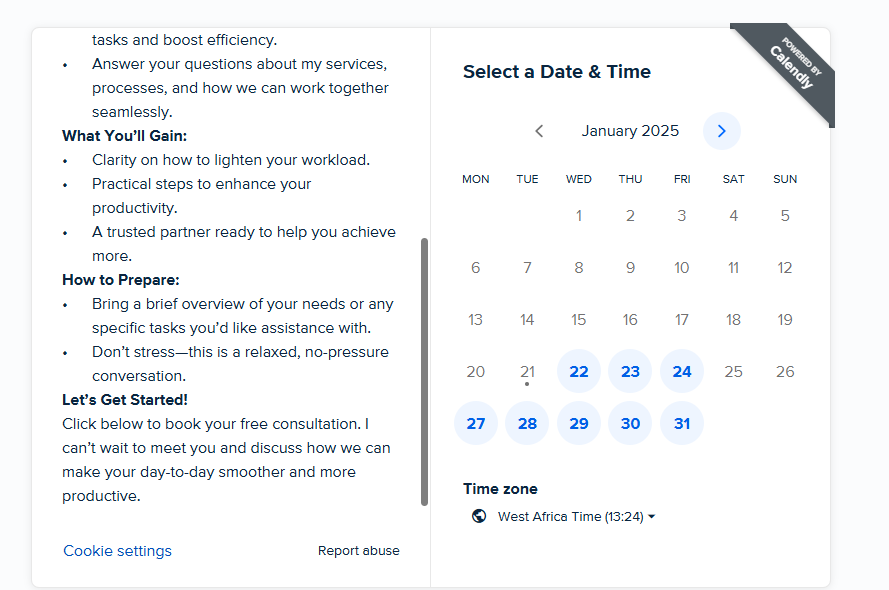 tasks and boost efficiency.
• Answer your questions about my services,
processes, and how we can work together
seamlessly.
What You’ll Gain:
• Clarity on how to lighten your workload.
• Practical steps to enhance your
productivity.
• A trusted partner ready to help you achieve
more.
How to Prepare:
• Bring a brief overview of your needs or any
specific tasks you’d like assistance with.
• Don’t stress—this is a relaxed, no-pressure
conversation.
Let’s Get Started!
Click below to book your free consultation. I
can’t wait to meet you and discuss how we can
make your day-to-day smoother and more
productive.
Cookie settings
Report abuse
POWERED BY
Calendly
Select a Date & Time
January 2025
MON TUE WED THU FRI SAT SUN
1 2 3 4 5
6 7 8 9 10 11 12
13 14 15 16 17 18 19
20 21 22 23 24 25 26
27 28 29 30 31
Time zone
West Africa Time (13:24)